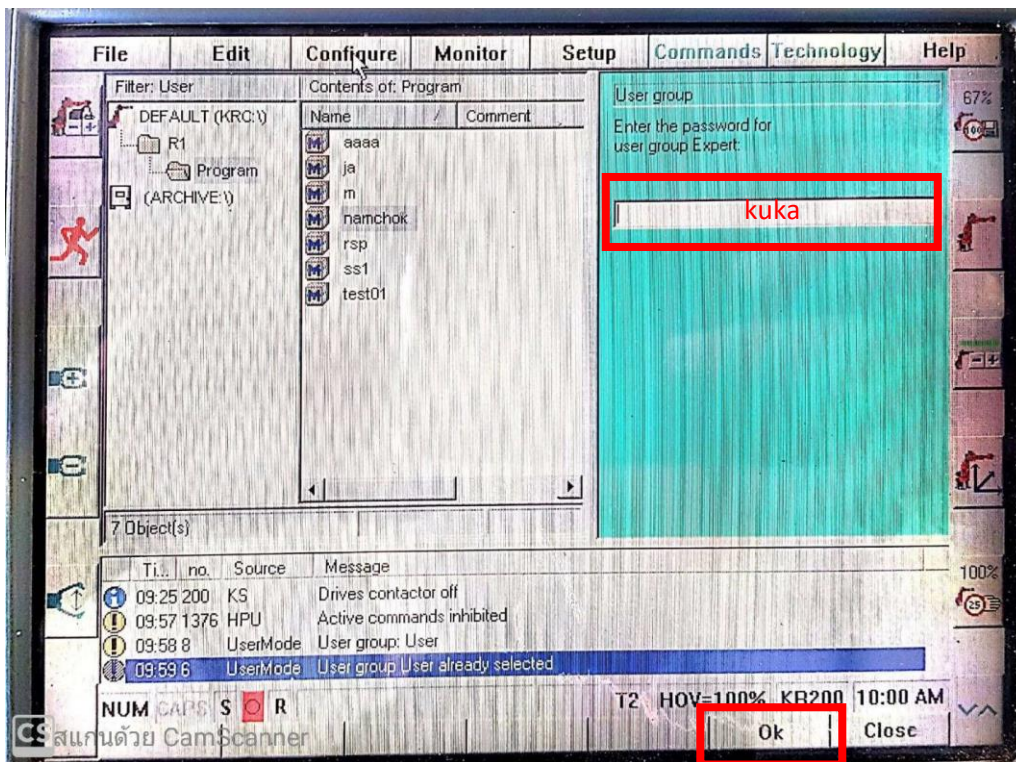 File Edit Configure Monitor Setup Commands Technology Help
Filter: User
DEFAULT (KRC:\)
R1
Program
(ARCHIVE:\)
Contents of: Program
Name / Comment
aaaa
ja
m
namchok
rsp
ss1
test01
7 Object(s)
User group
Enter the password for
user group Expert:
kuka
67%
100
100%
25
Ti... no. Source Message
09:25 200 KS Drives contactor off
09:57 1376 HPU Active commands inhibited
09:58 8 UserMode User group: User
09:59 6 UserMode User group User already selected
NUM CAPS S O R T2 HOV=100% KR200 10:00 AM
Ok Close
CS สแกนด้วย CamScanner